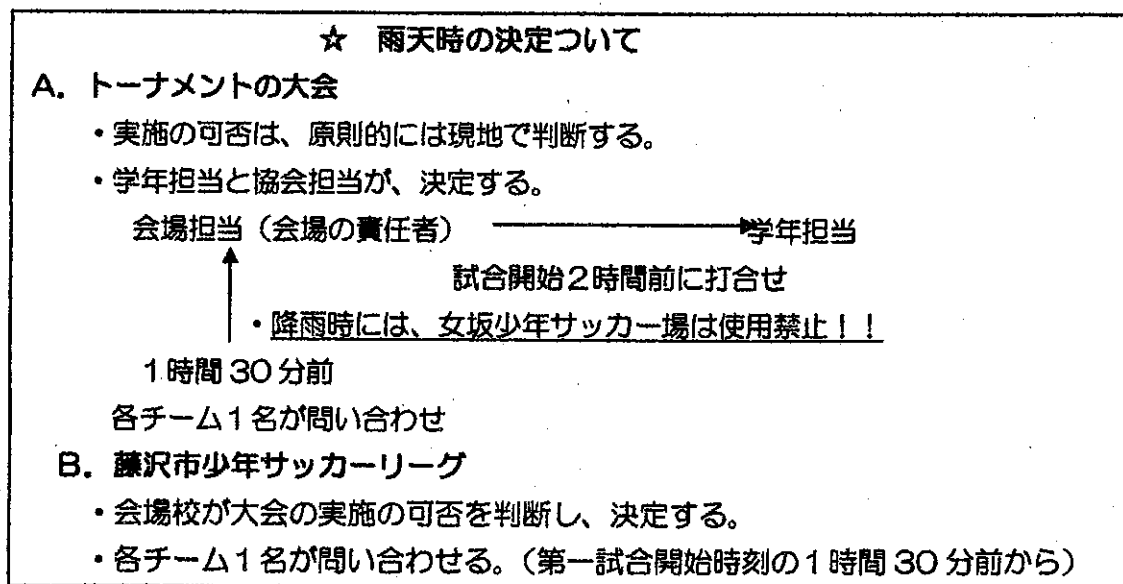 ☆　雨天時の決定ついて
A．トーナメントの大会
・実施の可否は、原則的には現地で判断する。
・学年担当と協会担当が、決定する。
会場担当（会場の責任者）　学年担当
試合開始２時間前に打合せ
・降雨時には、女坂少年サッカー場は使用禁止！！
１時間30分前
各チーム１名が問い合わせ
B．藤沢市少年サッカーリーグ
・会場校が大会の実施の可否を判断し、決定する。
・各チーム１名が問い合わせる。（第一試合開始時刻の１時間30分前から）